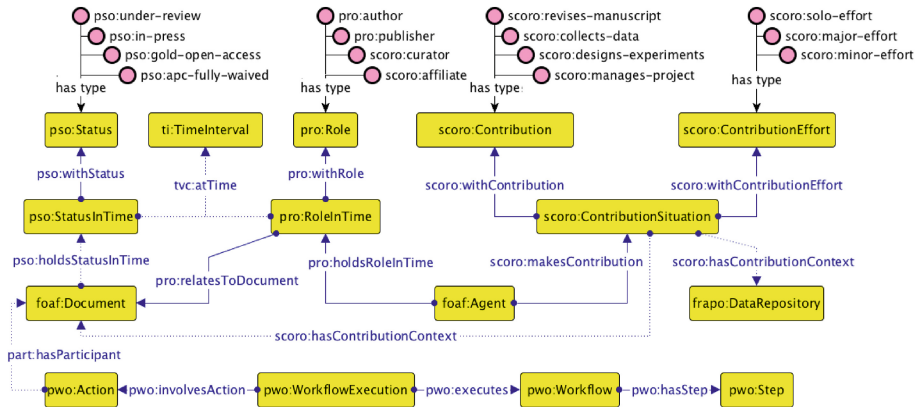 pso:under-review
pso:in-press
pso:gold-open-access
pso:apc-fully-waived
pro:author
pro:publisher
scoro:curator
scoro:affiliate
scoro:revises-manuscript
scoro:collects-data
scoro:designs-experiments
scoro:manages-project
scoro:solo-effort
scoro:major-effort
scoro:minor-effort
has type
has type
has type
has type
pso:Status
ti:TimeInterval
pro:Role
scoro:Contribution
scoro:ContributionEffort
pso:withStatus
tvc:atTime
pro:withRole
scoro:withContribution
scoro:withContributionEffort
pso:StatusInTime
pro:RoleInTime
scoro:ContributionSituation
pso:holdsStatusInTime
pro:relatesToDocument
pro:holdsRoleInTime
scoro:makesContribution
scoro:hasContributionContext
foaf:Document
foaf:Agent
frapo:DataRepository
scoro:hasContributionContext
part:hasParticipant
pwo:Action
pwo:involvesAction
pwo:WorkflowExecution
pwo:executes
pwo:Workflow
pwo:hasStep
pwo:Step